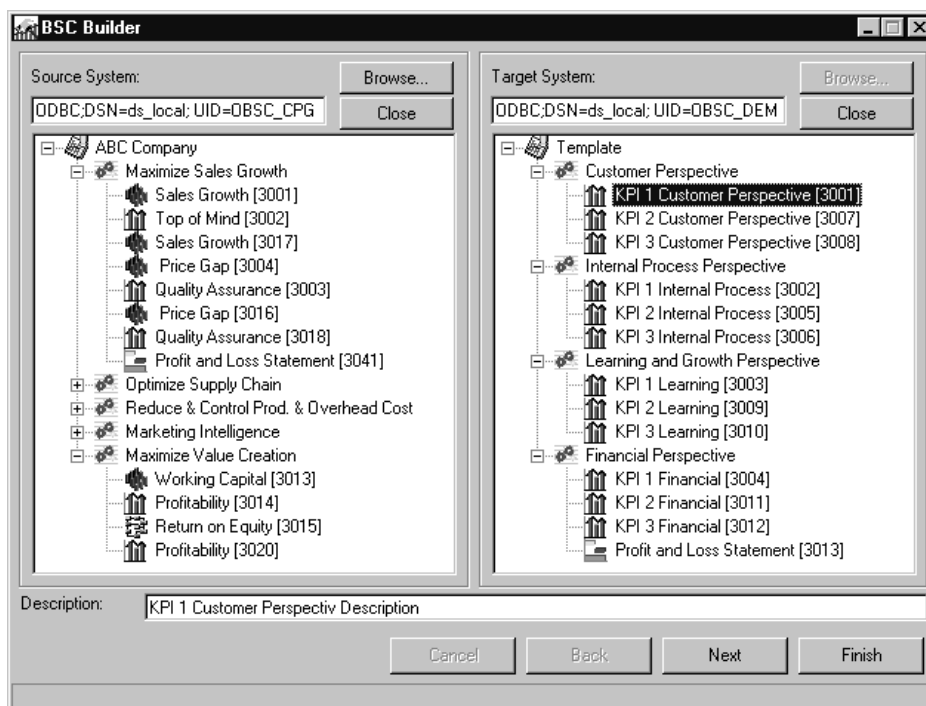 BSC Builder
Source System:
Browse...
ODBC;DSN=ds_local; UID=OBSC_CPG
Close
ABC Company
Maximize Sales Growth
Sales Growth [3001]
Top of Mind [3002]
Sales Growth [3017]
Price Gap [3004]
Quality Assurance [3003]
Price Gap [3016]
Quality Assurance [3018]
Profit and Loss Statement [3041]
Optimize Supply Chain
Reduce & Control Prod. & Overhead Cost
Marketing Intelligence
Maximize Value Creation
Working Capital [3013]
Profitability [3014]
Return on Equity [3015]
Profitability [3020]
Target System:
Browse...
ODBC;DSN=ds_local; UID=OBSC_DEM
Close
Template
Customer Perspective
KPI 1 Customer Perspective [3001]
KPI 2 Customer Perspective [3007]
KPI 3 Customer Perspective [3008]
Internal Process Perspective
KPI 1 Internal Process [3002]
KPI 2 Internal Process [3005]
KPI 3 Internal Process [3006]
Learning and Growth Perspective
KPI 1 Learning [3003]
KPI 2 Learning [3009]
KPI 3 Learning [3010]
Financial Perspective
KPI 1 Financial [3004]
KPI 2 Financial [3011]
KPI 3 Financial [3012]
Profit and Loss Statement [3013]
Description:
KPI 1 Customer Perspectiv Description
Cancel
Back
Next
Finish